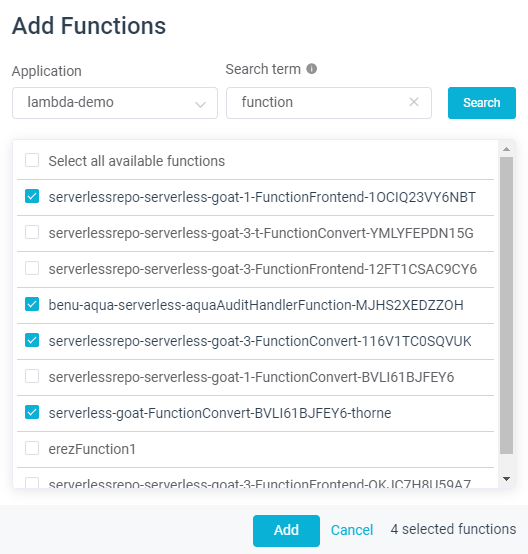 Add Functions
Application
Search term
lambda-demo
function
Search
Select all available functions
serverlessrepo-serverless-goat-1-FunctionFrontend-1OCIQ23VY6NBT
serverlessrepo-serverless-goat-3-t-FunctionConvert-YMLYFEPDN15G
serverlessrepo-serverless-goat-3-FunctionFrontend-12FT1CSAC9CY6
benu-aqua-serverless-aquaAuditHandlerFunction-MJHS2XEDZZOH
serverlessrepo-serverless-goat-3-FunctionConvert-116V1TC0SQVUK
serverlessrepo-serverless-goat-1-FunctionConvert-BVLI61BJFEY6
serverless-goat-FunctionConvert-BVLI61BJFEY6-thorne
erezFunction1
serverlessrepo-serverless-goat-3-FunctionFrontend-OKJC7H8U59A7
Add
Cancel
4 selected functions